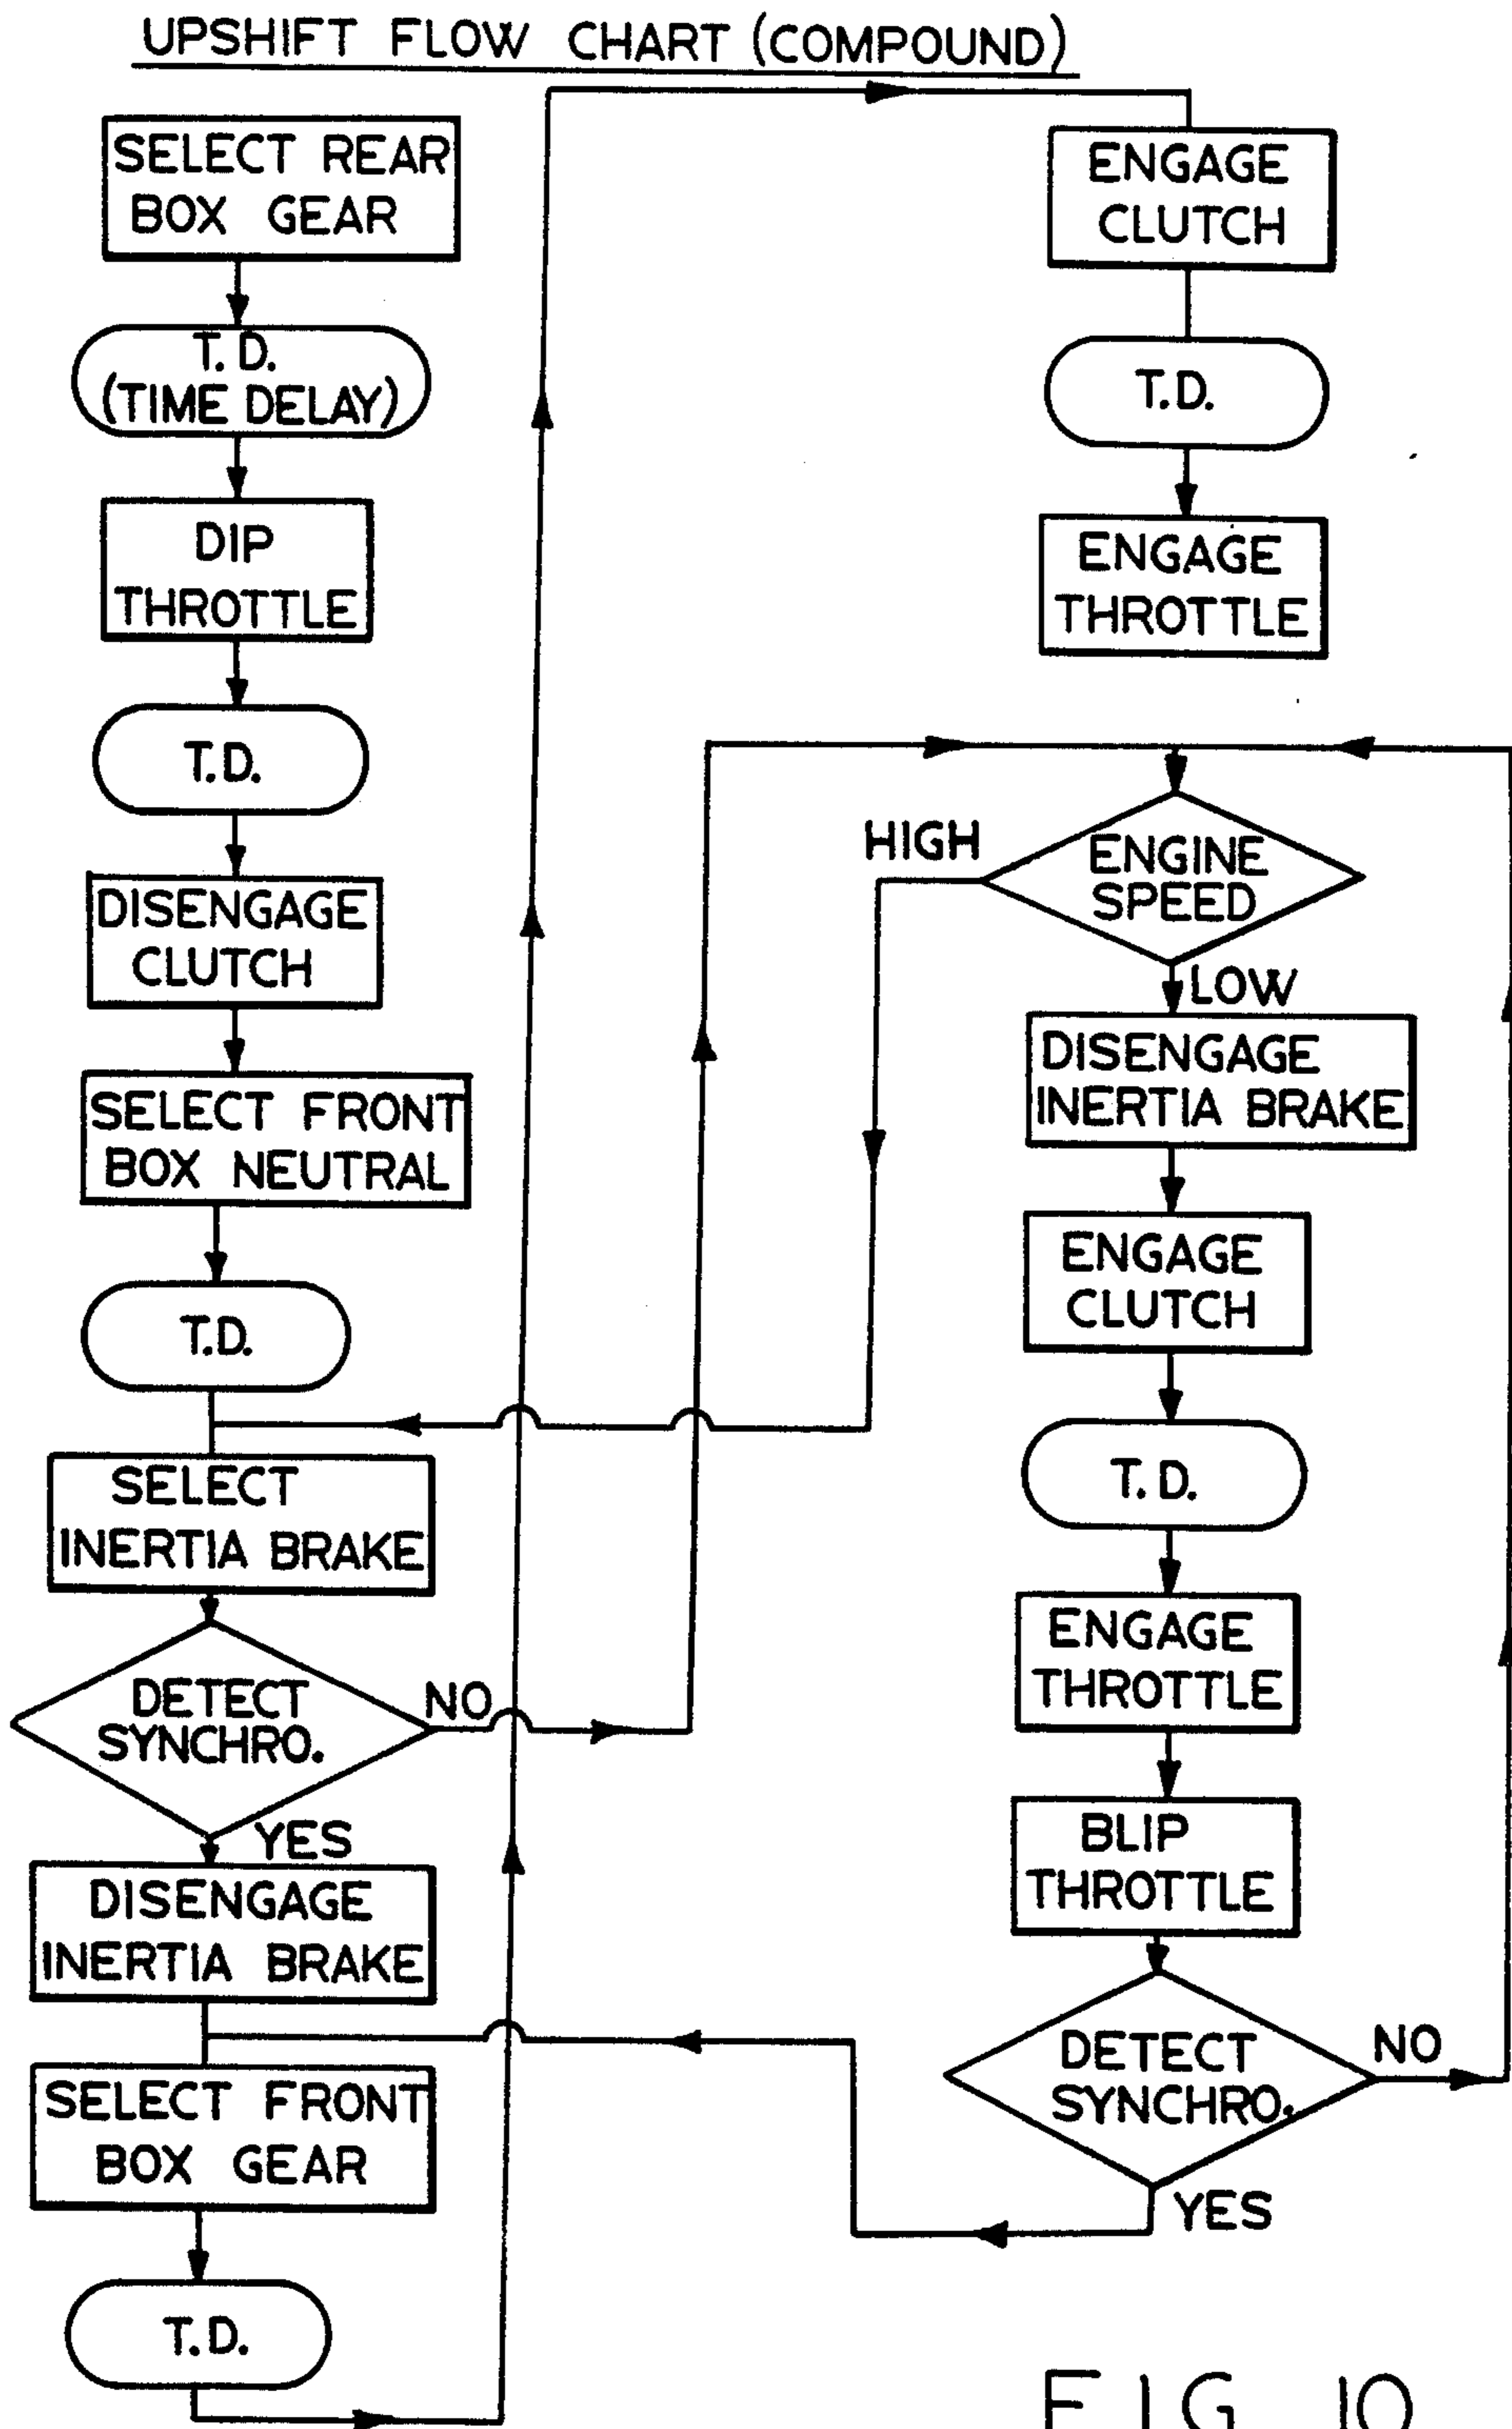 UPSHIFT FLOW CHART (COMPOUND)
SELECT REAR
BOX GEAR
T.D.
(TIME DELAY)
DIP
THROTTLE
T.D.
DISENGAGE
CLUTCH
SELECT FRONT
BOX NEUTRAL
T.D.
SELECT
INERTIA BRAKE
DETECT
SYNCHRO.
NO
YES
DISENGAGE
INERTIA BRAKE
SELECT FRONT
BOX GEAR
T.D.
ENGAGE
CLUTCH
T.D.
ENGAGE
THROTTLE
ENGINE
SPEED
HIGH
LOW
DISENGAGE
INERTIA BRAKE
ENGAGE
CLUTCH
T.D.
ENGAGE
THROTTLE
BLIP
THROTTLE
DETECT
SYNCHRO.
NO
YES
FIG 10